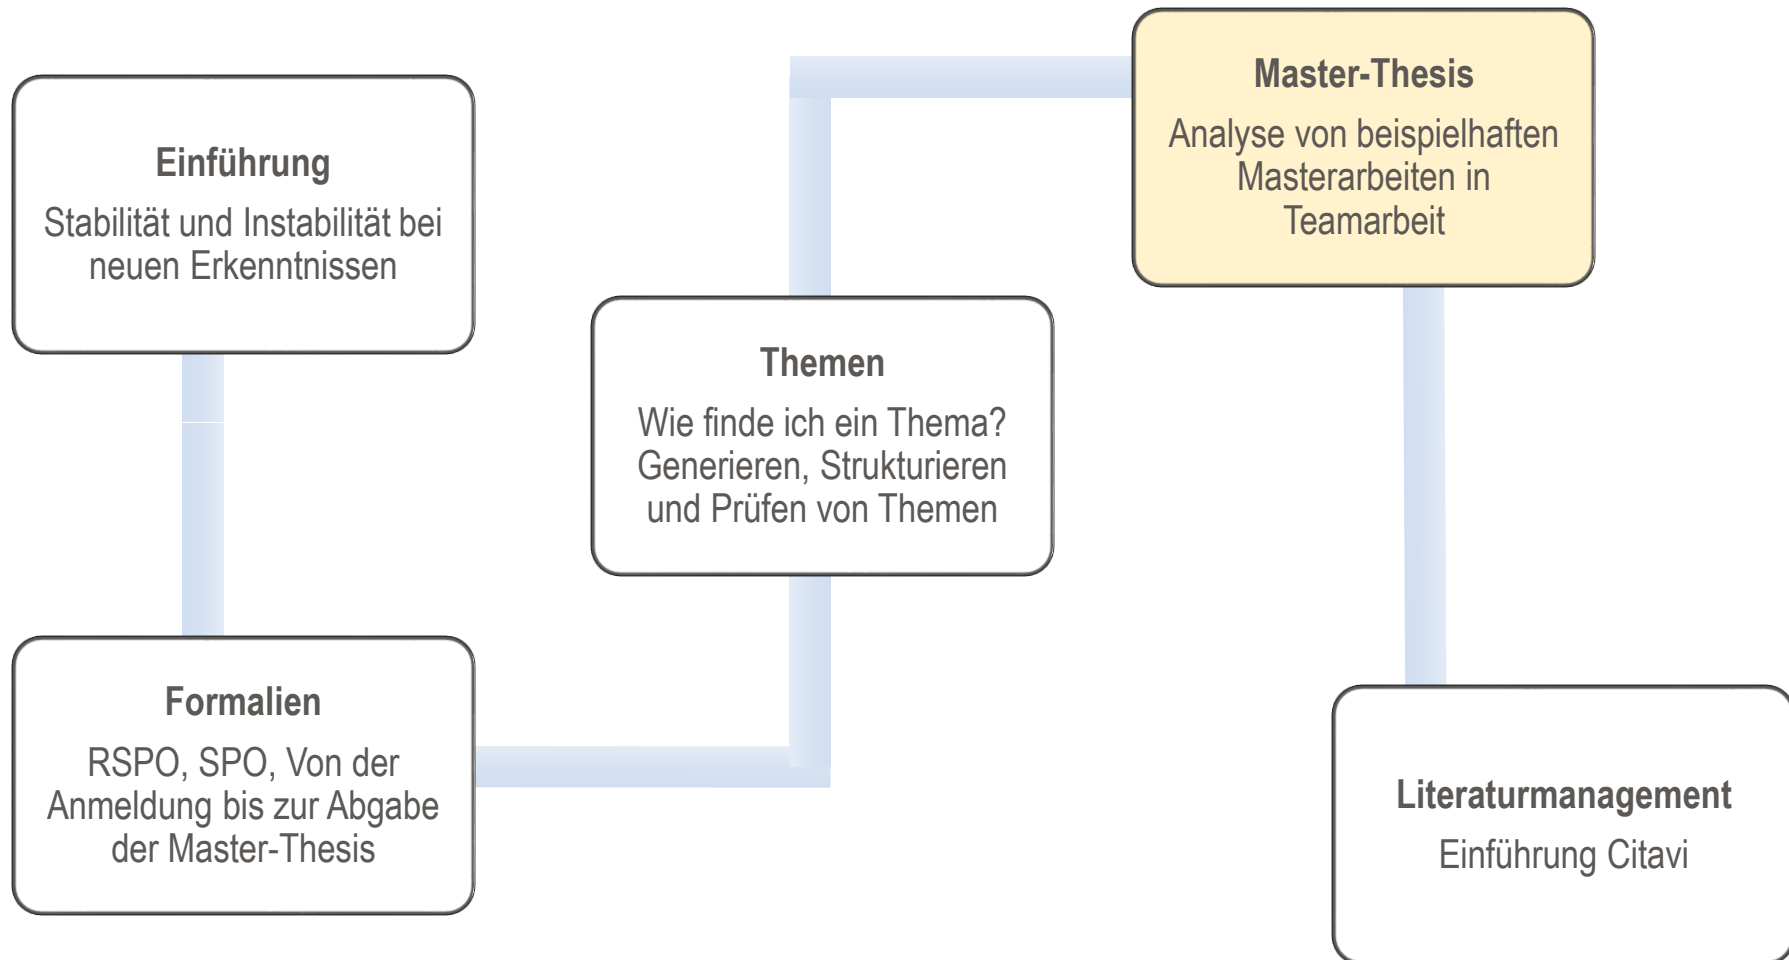 Einführung
Stabilität und Instabilität bei
neuen Erkenntnissen
Formalien
RSPO, SPO, Von der
Anmeldung bis zur Abgabe
der Master-Thesis
Themen
Wie finde ich ein Thema?
Generieren, Strukturieren
und Prüfen von Themen
Master-Thesis
Analyse von beispielhaften
Masterarbeiten in
Teamarbeit
Literaturmanagement
Einführung Citavi